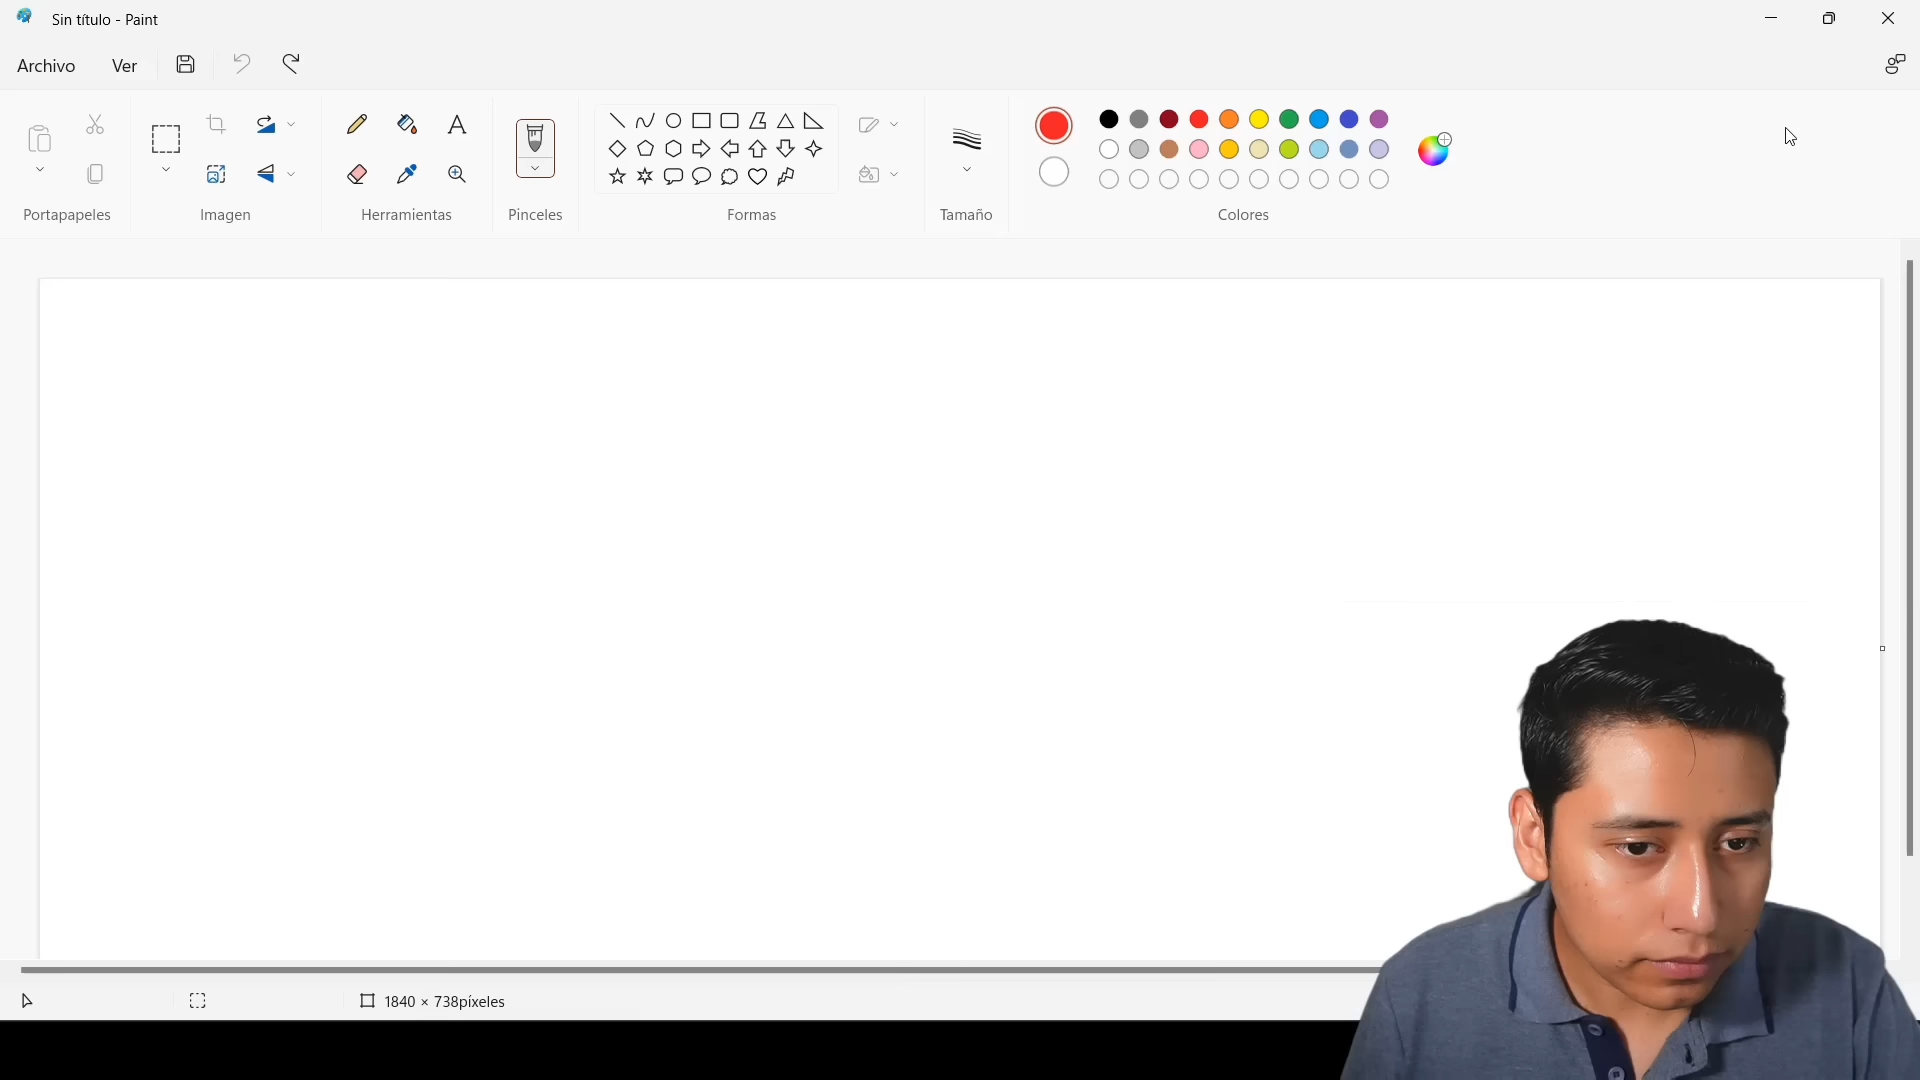 Sin título - Paint
Archivo Ver
Portapapeles Imagen Herramientas Pinceles Formas Tamaño Colores
1840 × 738píxeles